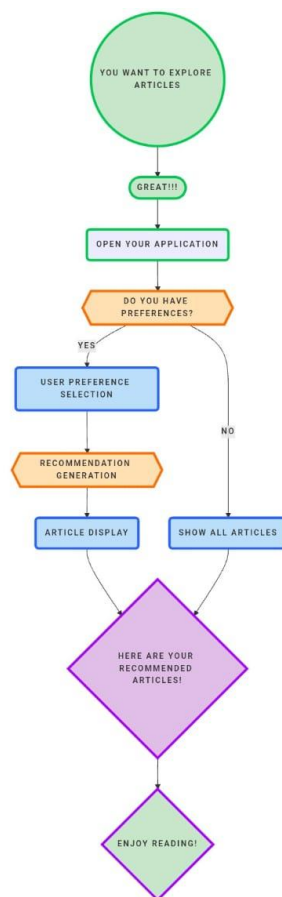 YOU WANT TO EXPLORE
ARTICLES
GREAT!!!
OPEN YOUR APPLICATION
DO YOU HAVE
PREFERENCES?
YES
USER PREFERENCE
SELECTION
NO
RECOMMENDATION
GENERATION
ARTICLE DISPLAY
SHOW ALL ARTICLES
HERE ARE YOUR
RECOMMENDED
ARTICLES!
ENJOY READING!